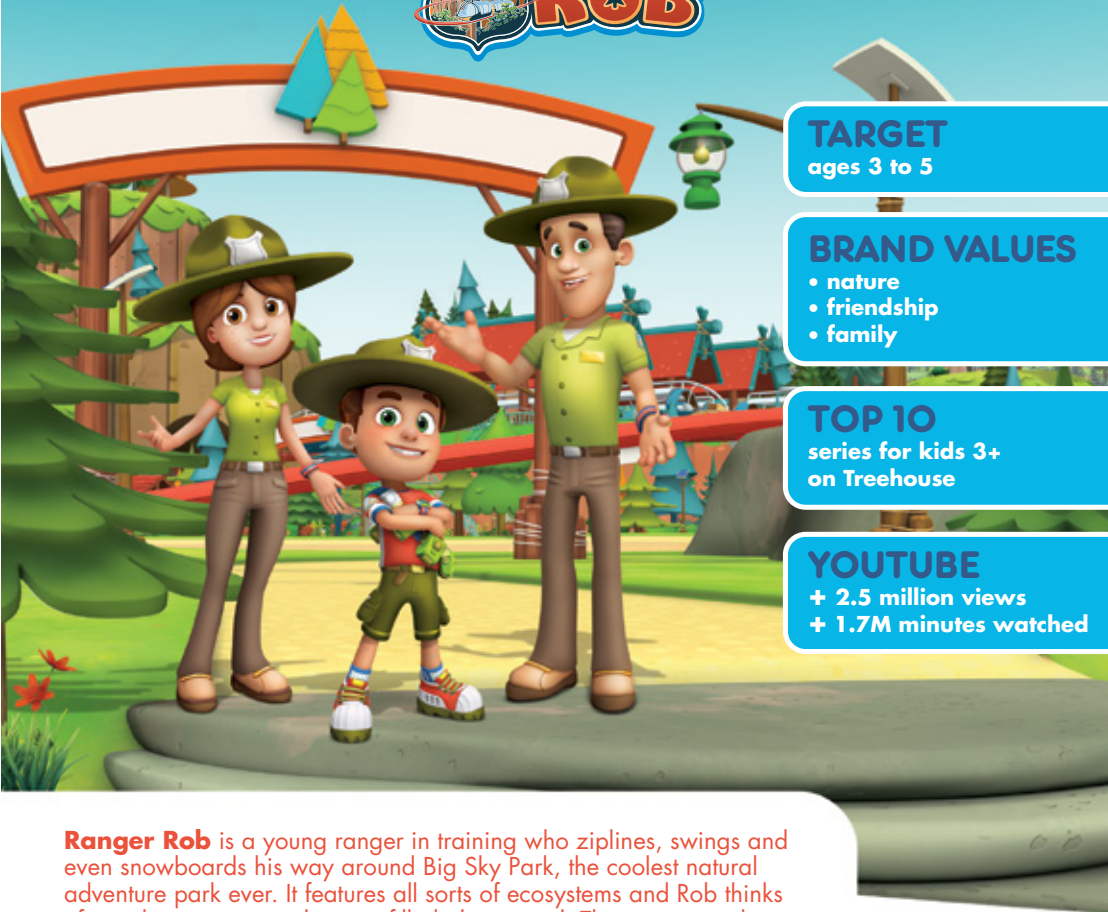 ROB
TARGET
ages 3 to 5
BRAND VALUES
• nature
• friendship
• family
TOP 10
series for kids 3+
on Treehouse
YOUTUBE
+ 2.5 million views
+ 1.7M minutes watched
Ranger Rob is a young ranger in training who ziplines, swings and
even snowboards his way around Big Sky Park, the coolest natural
adventure park ever. It features all sorts of ecosystems and Rob thinks